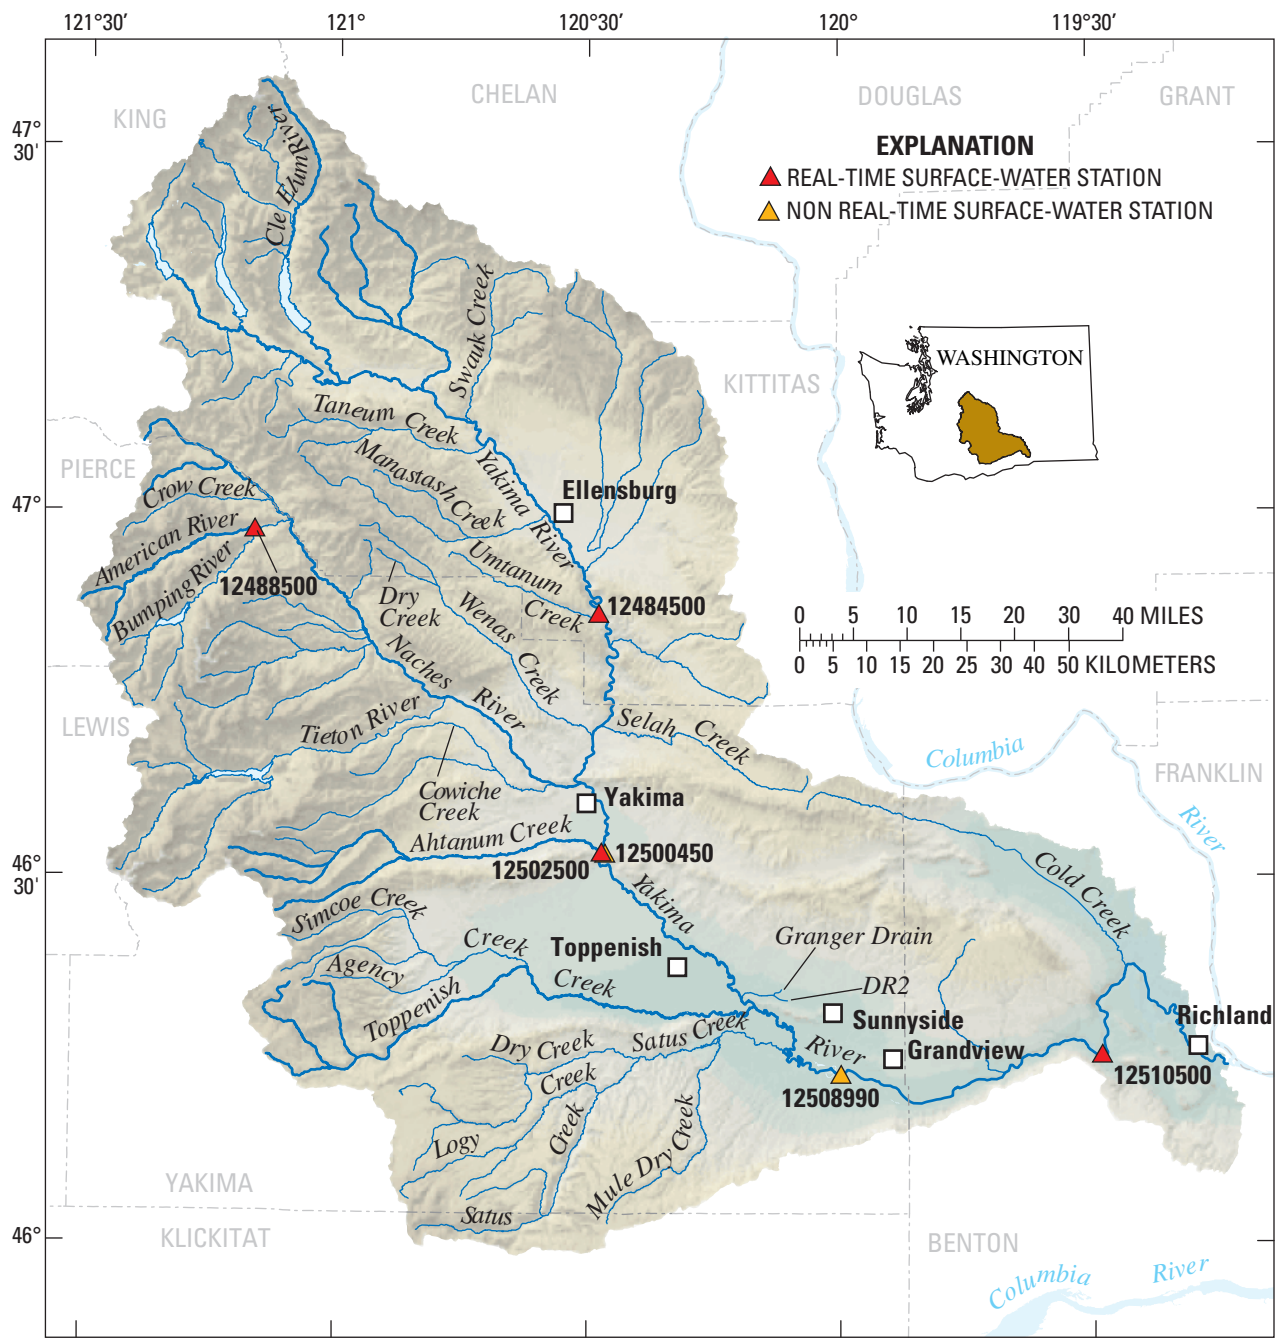 121°30'
121°
120°30'
120°
119°30'
CHELAN
DOUGLAS
GRANT
KING
47°
30'
EXPLANATION
REAL-TIME SURFACE-WATER STATION
NON REAL-TIME SURFACE-WATER STATION
Cle Elum River
Swauk Creek
WASHINGTON
KITTITAS
Taneum Creek
PIERCE
Manastash Creek
Yakima River
Ellensburg
Crow Creek
47°
American River
Bumping River
12488500
Umtanum Creek
Dry
Creek
Wenas Creek
12484500
0 5 10 15 20 30 40 MILES
0 5 10 15 20 25 30 40 50 KILOMETERS
Naches River
LEWIS
Tieton River
Selah Creek
Columbia River
FRANKLIN
Cowiche
Creek
Yakima
Ahtanum Creek
12500450
12502500
46°
30'
Yakima River
Cold Creek
Simcoe Creek
Granger Drain
Toppenish
Agency Creek
DR2
Toppenish Creek
Sunnyside
Richland
Grandview
Dry Creek
Satus Creek
12510500
12508990
Logy Creek
Mule Dry Creek
Satus Creek
YAKIMA
KLICKITAT
46°
BENTON
Columbia River